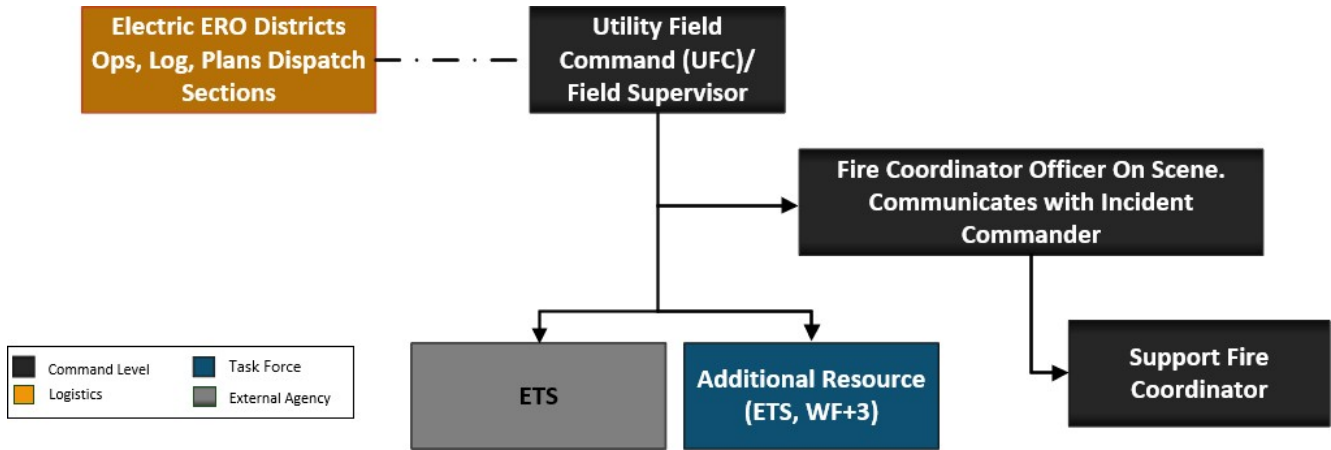 Electric ERO Districts
Ops, Log, Plans Dispatch
Sections
Utility Field
Command (UFC)/
Field Supervisor
Fire Coordinator Officer On Scene.
Communicates with Incident
Commander
ETS
Additional Resource
(ETS, WF+3)
Support Fire
Coordinator
Command Level
Task Force
Logistics
External Agency